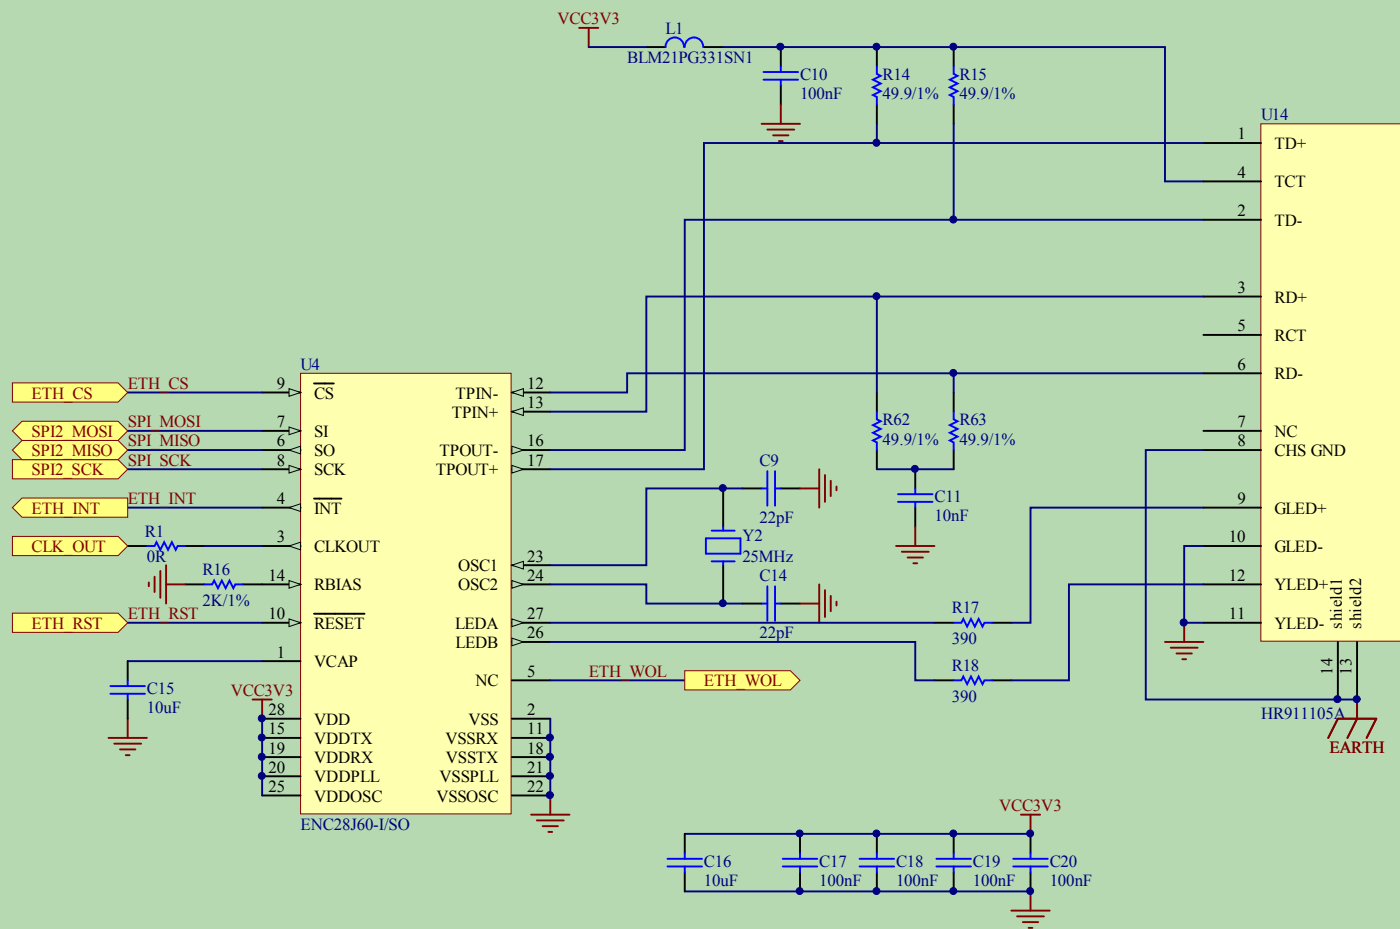 VCC3V3
L1
BLM21PG331SN1
C10
100nF
R14
49.9/1%
R15
49.9/1%
U14
1 TD+
4 TCT
2 TD-
3 RD+
5 RCT
6 RD-
7 NC
8 CHS GND
9 GLED+
10 GLED-
12 YLED+
11 YLED-
shield1
shield2
14
13
HR911105A
EARTH
U4
ETH_CS
ETH_CS
9 CS
SPI2_MOSI
SPI_MOSI
7 SI
SPI2_MISO
SPI_MISO
6 SO
SPI2_SCK
SPI_SCK
8 SCK
ETH_INT
ETH_INT
4 INT
CLK_OUT
R1
0R
3 CLKOUT
R16
2K/1%
14 RBIAS
ETH_RST
ETH_RST
10 RESET
1 VCAP
C15
10uF
VCC3V3
28 VDD
15 VDDTX
19 VDDRX
20 VDDPLL
25 VDDOSC
TPIN- 12
TPIN+ 13
TPOUT- 16
TPOUT+ 17
OSC1 23
OSC2 24
LEDA 27
LEDB 26
NC 5
VSS 2
VSSRX 11
VSSTX 18
VSSPLL 21
VSSOSC 22
ENC28J60-I/SO
R62
49.9/1%
R63
49.9/1%
C11
10nF
C9
22pF
Y2
25MHz
C14
22pF
R17
390
R18
390
ETH_WOL
ETH_WOL
VCC3V3
C16
10uF
C17
100nF
C18
100nF
C19
100nF
C20
100nF